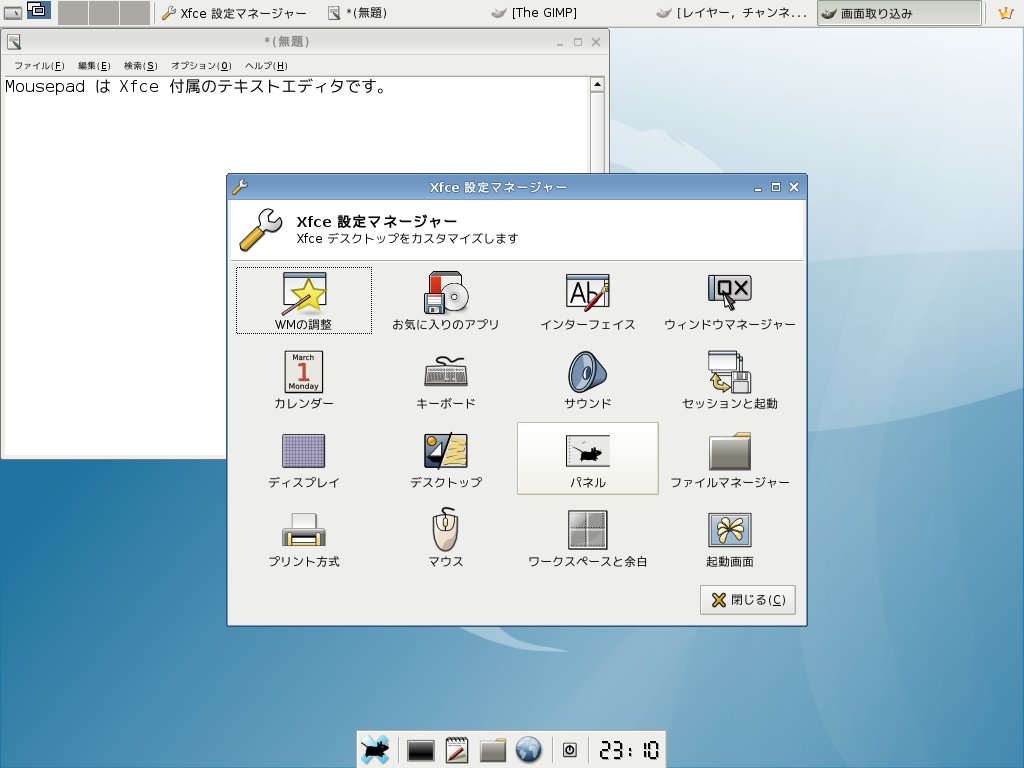 Xfce 設定マネージャー
*(無題)
[The GIMP]
[レイヤー，チャンネ...
画面取り込み
*(無題)
ファイル(F) 編集(E) 検索(S) オプション(O) ヘルプ(H)
Mousepad は Xfce 付属のテキストエディタです。
Xfce 設定マネージャー
Xfce 設定マネージャー
Xfce デスクトップをカスタマイズします
WMの調整
お気に入りのアプリ
インターフェイス
ウィンドウマネージャー
March
1
Monday
カレンダー
キーボード
サウンド
セッションと起動
ディスプレイ
デスクトップ
パネル
ファイルマネージャー
プリント方式
マウス
ワークスペースと余白
起動画面
閉じる(C)
23:10